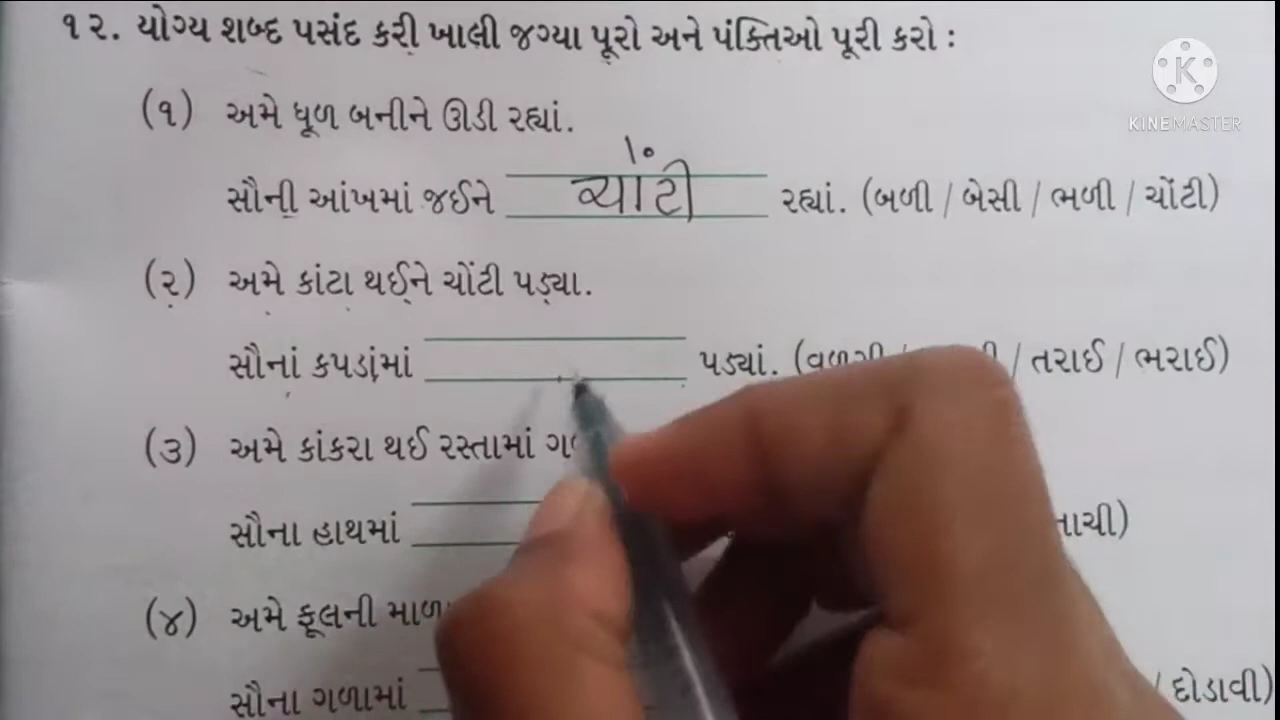 ૧૨. યોગ્ય શબ્દ પસંદ કરી ખાલી જગ્યા પૂરો અને પંક્તિઓ પૂરી કરો :
KINEMASTER
(૧) અમે ધૂળ બનીને ઊડી રહ્યાં.
સૌની આંખમાં જઈને ચોંટી રહ્યાં. (બળી / બેસી / ભળી / ચોંટી)
(૨) અમે કાંટા થઈને ચોંટી પડ્યા.
સૌનાં કપડાંમાં પડ્યાં. / તરાઈ / ભરાઈ)
(૩) અમે કાંકરા થઈ રસ્તામાં
સૌના હાથમાં
(૪) અમે ફૂલની
સૌના ગળામાં / દોડાવી)